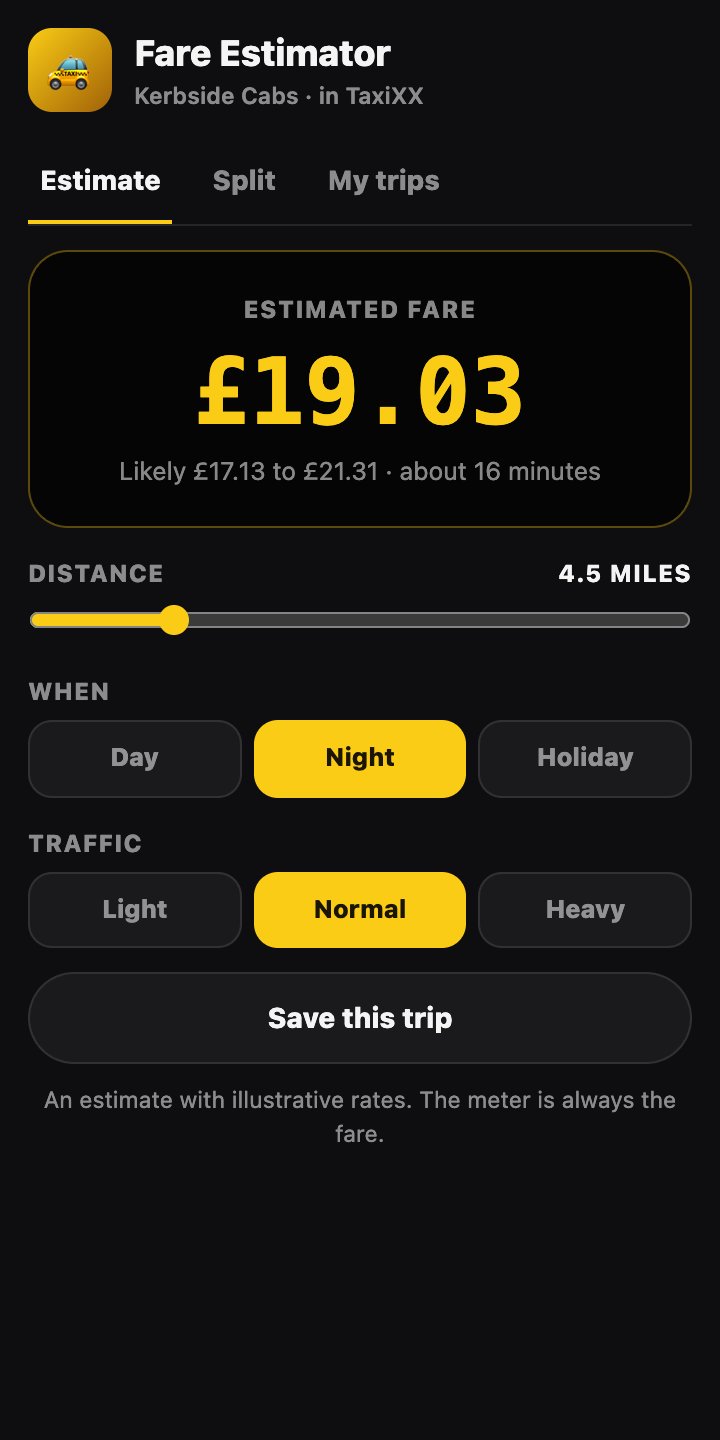 TAXI
Fare Estimator
Kerbside Cabs · in TaxiXX
Estimate
Split
My trips
ESTIMATED FARE
£19.03
Likely £17.13 to £21.31 · about 16 minutes
DISTANCE
4.5 MILES
WHEN
Day
Night
Holiday
TRAFFIC
Light
Normal
Heavy
Save this trip
An estimate with illustrative rates. The meter is always the
fare.